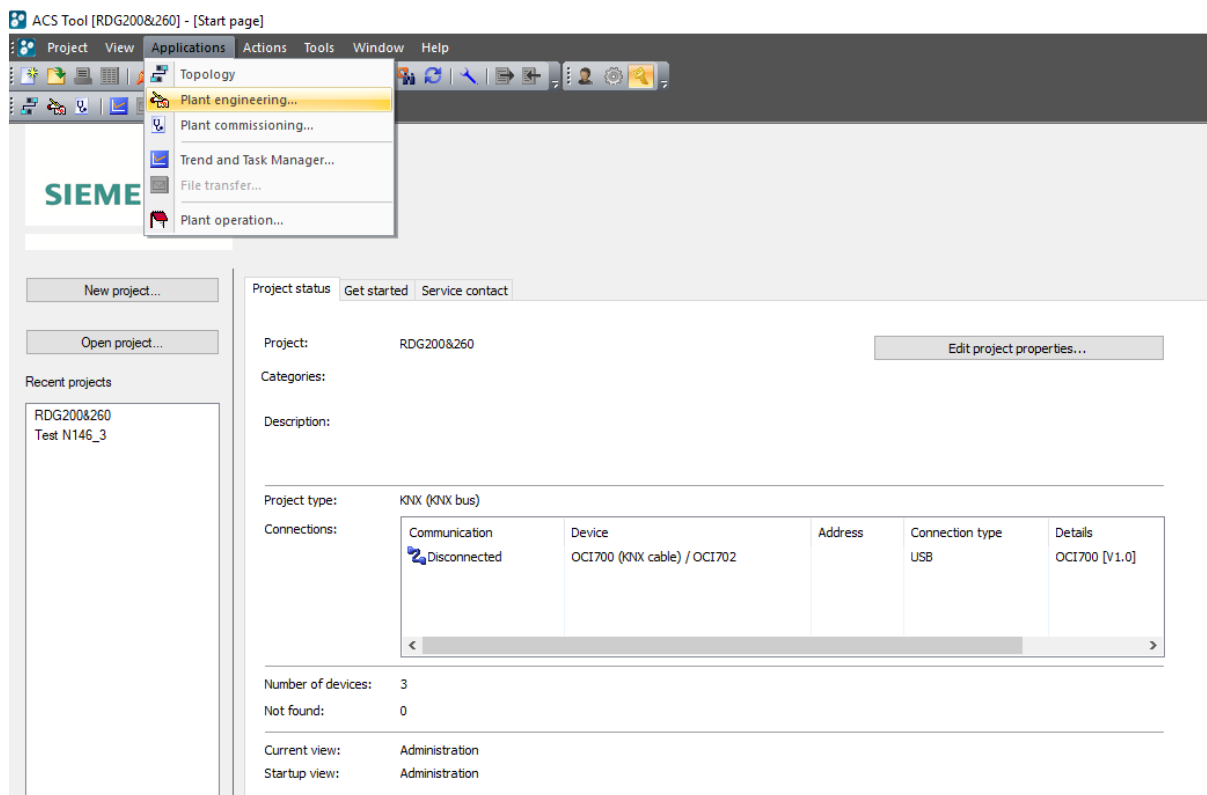 ACS Tool [RDG200&260] - [Start page]
Project View Applications Actions Tools Window Help
Topology
Plant engineering...
Plant commissioning...
Trend and Task Manager...
File transfer...
Plant operation...
SIEME
New project...
Open project...
Recent projects
RDG200&260
Test N146_3
Project status Get started Service contact
Project: RDG200&260 Edit project properties...
Categories:
Description:
Project type: KNX (KNX bus)
Connections:
Communication Device Address Connection type Details
Disconnected OCI700 (KNX cable) / OCI702 USB OCI700 [V1.0]
Number of devices: 3
Not found: 0
Current view: Administration
Startup view: Administration